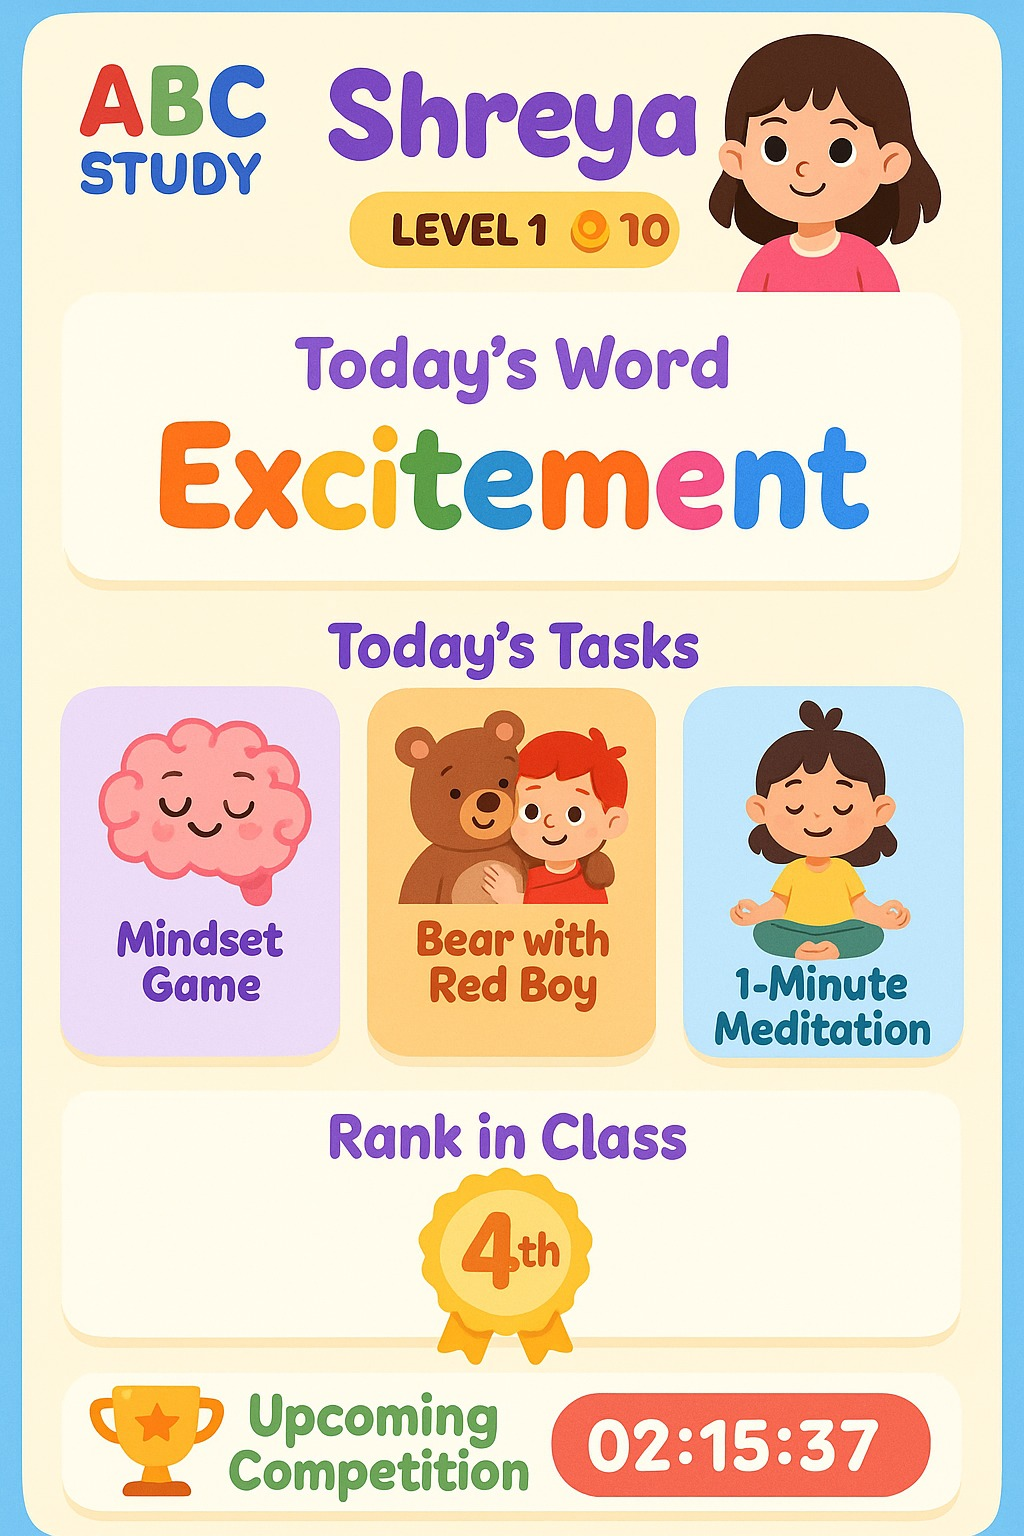 ABC
STUDY
Shreya
LEVEL 1 10
Today's Word
Excitement
Today's Tasks
Mindset
Game
Bear with
Red Boy
1-Minute
Meditation
Rank in Class
4th
Upcoming
Competition
02:15:37